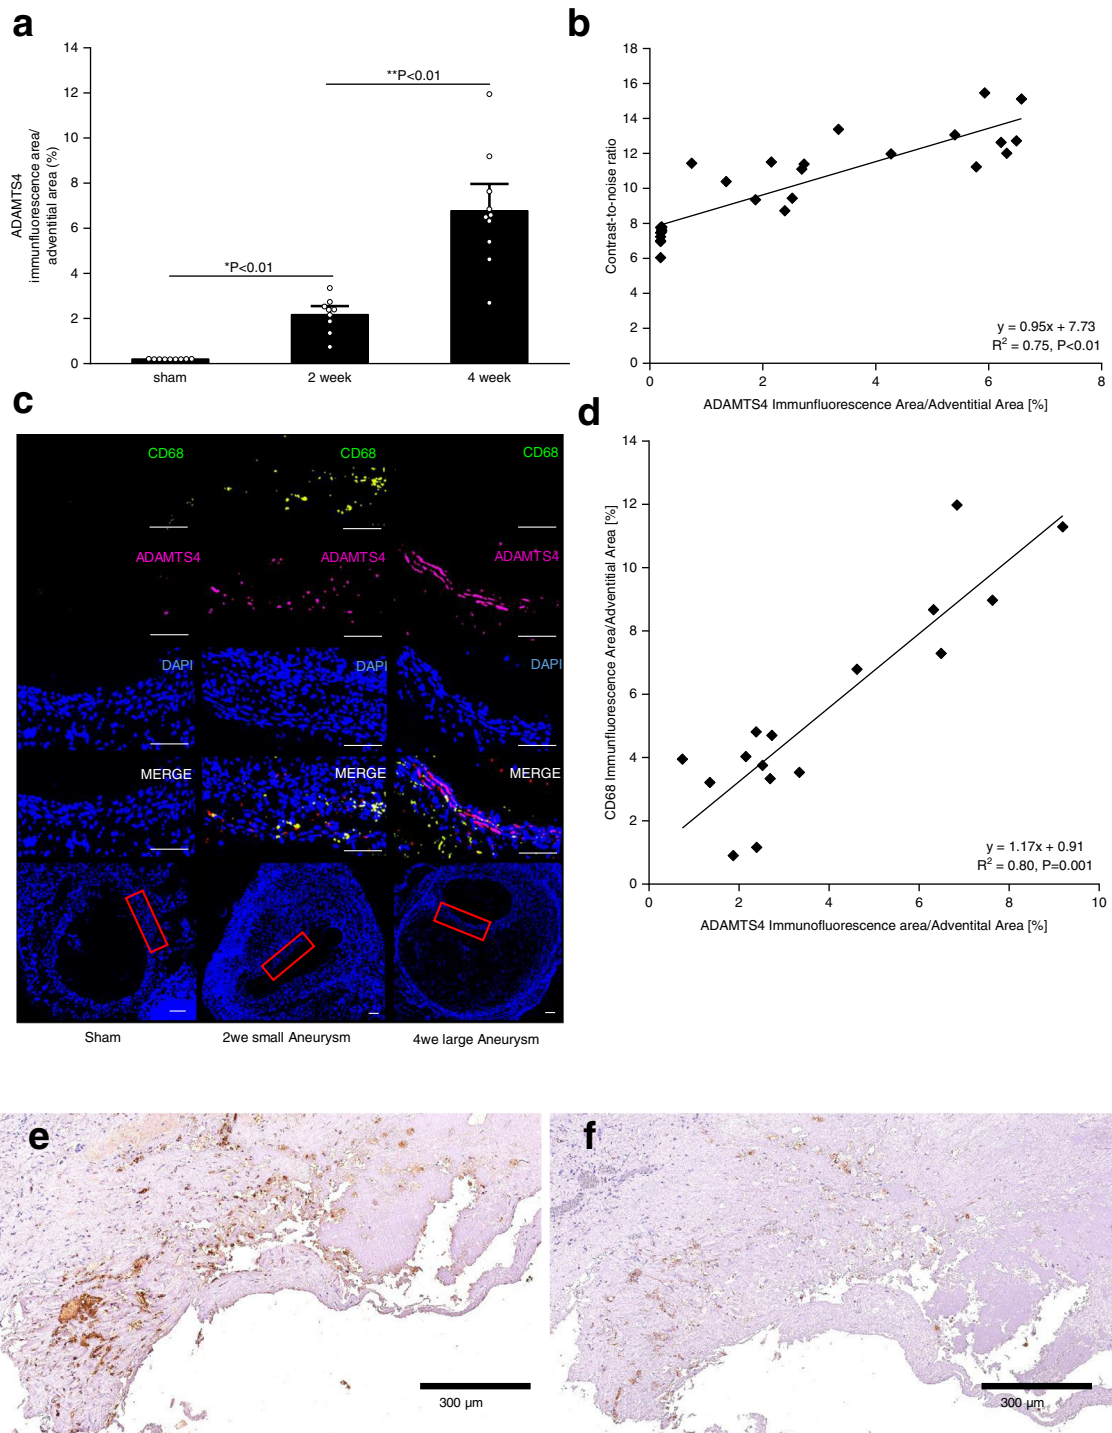 a
14
12
10
8
6
4
2
0
ADAMTS4
immunfluorescence area/
adventitial area (%)
*P<0.01
**P<0.01
sham
2 week
4 week
b
18
16
14
12
10
8
6
4
2
0
Contrast-to-noise ratio
y = 0.95x + 7.73
R² = 0.75, P<0.01
0
2
4
6
8
ADAMTS4 Immunfluorescence Area/Adventitial Area [%]
c
CD68
CD68
CD68
ADAMTS4
ADAMTS4
ADAMTS4
DAPI
DAPI
DAPI
MERGE
MERGE
MERGE
Sham
2we small Aneurysm
4we large Aneurysm
d
14
12
10
8
6
4
2
0
CD68 Immunfluorescence Area/Adventitial Area [%]
y = 1.17x + 0.91
R² = 0.80, P=0.001
0
2
4
6
8
10
ADAMTS4 Immunofluorescence area/Adventital Area [%]
e
300 µm
f
300 µm